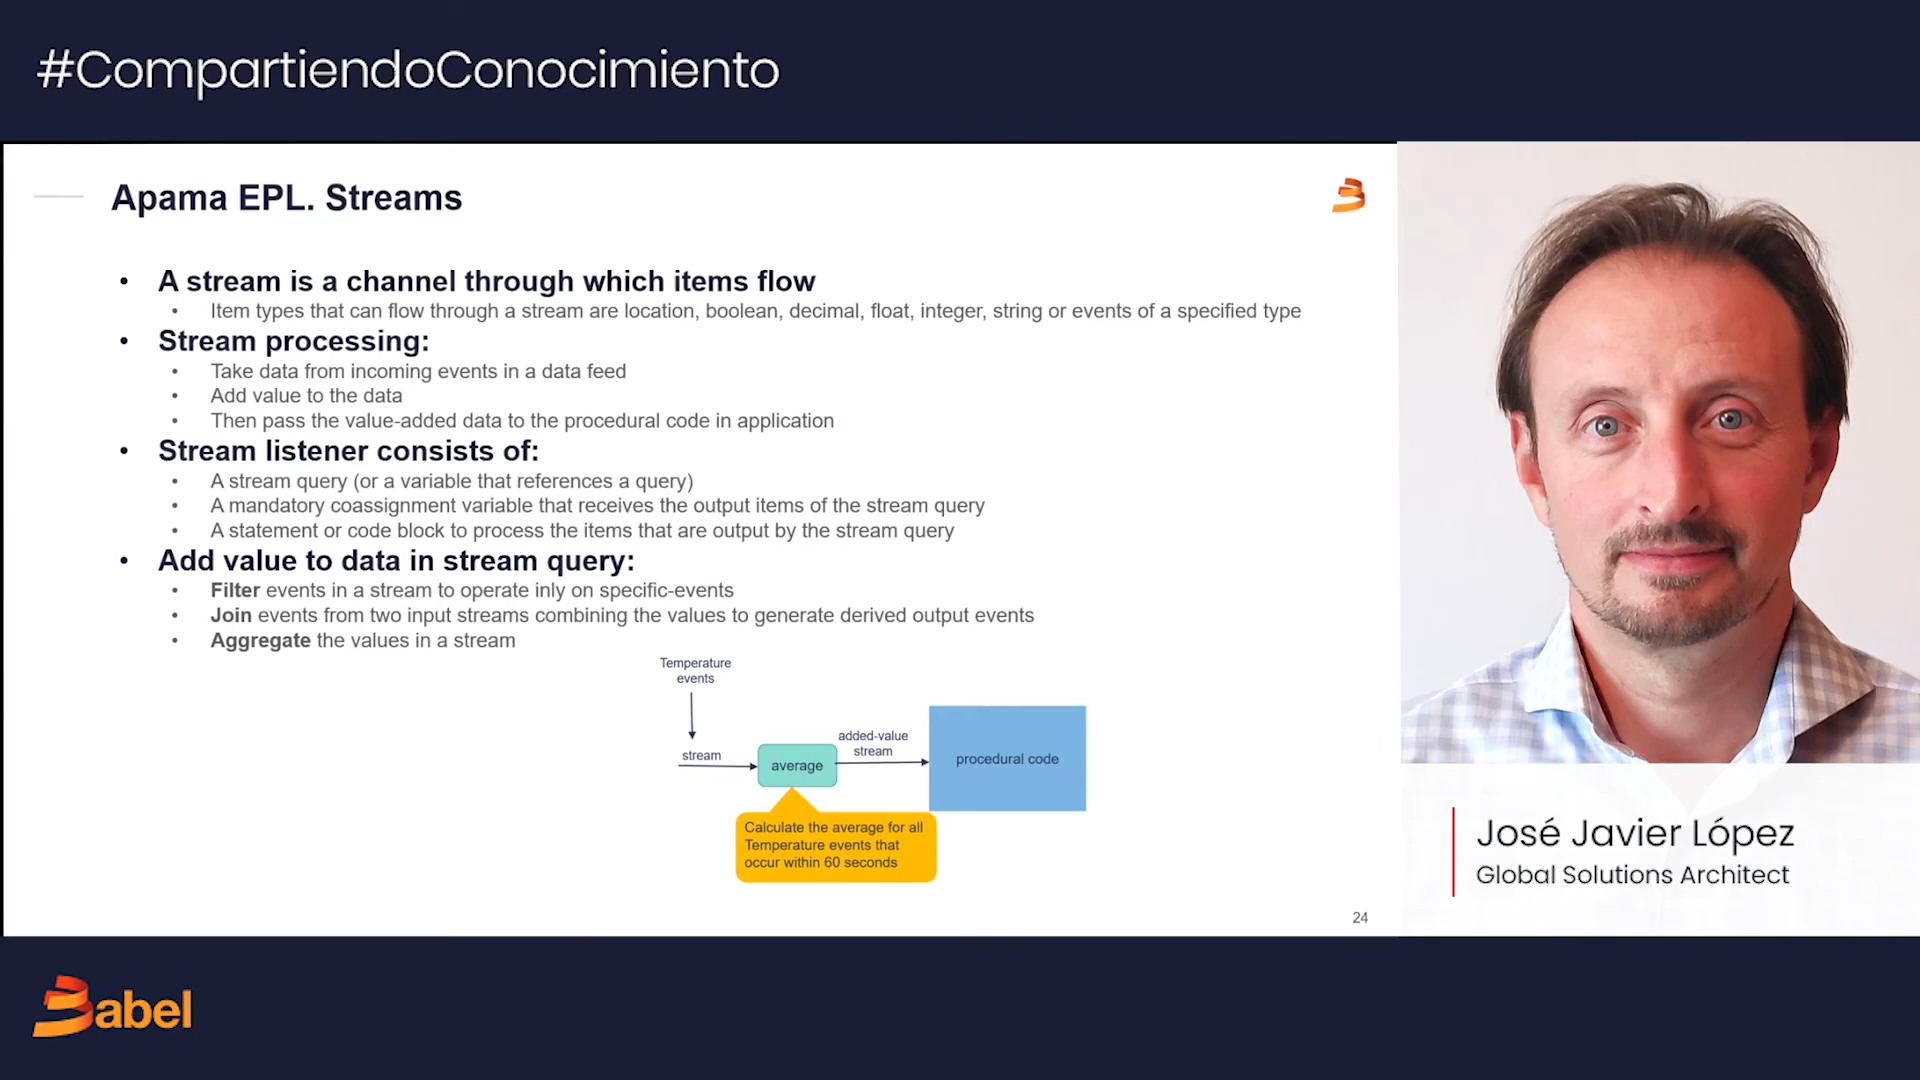 #CompartiendoConocimiento
Apama EPL. Streams
• A stream is a channel through which items flow
• Item types that can flow through a stream are location, boolean, decimal, float, integer, string or events of a specified type
• Stream processing:
• Take data from incoming events in a data feed
• Add value to the data
• Then pass the value-added data to the procedural code in application
• Stream listener consists of:
• A stream query (or a variable that references a query)
• A mandatory coassignment variable that receives the output items of the stream query
• A statement or code block to process the items that are output by the stream query
• Add value to data in stream query:
• Filter events in a stream to operate inly on specific-events
• Join events from two input streams combining the values to generate derived output events
• Aggregate the values in a stream
Temperature
events
stream
average
added-value
stream
procedural code
Calculate the average for all
Temperature events that
occur within 60 seconds
24
José Javier López
Global Solutions Architect
Babel